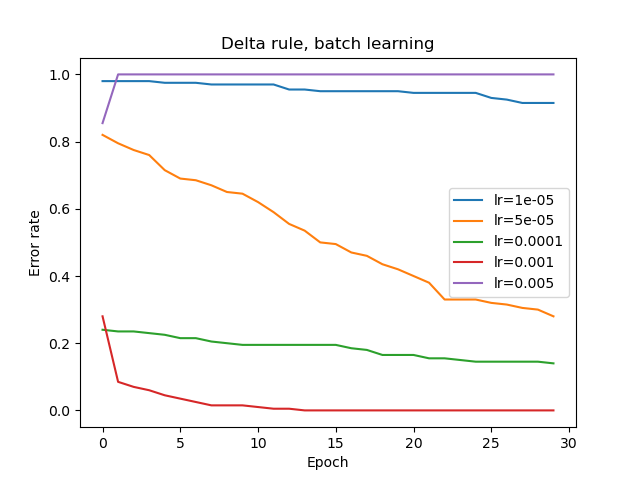 Delta rule, batch learning
Error rate
1.0
0.8
0.6
0.4
0.2
0.0
lr=1e-05
lr=5e-05
lr=0.0001
lr=0.001
lr=0.005
0 5 10 15 20 25 30
Epoch